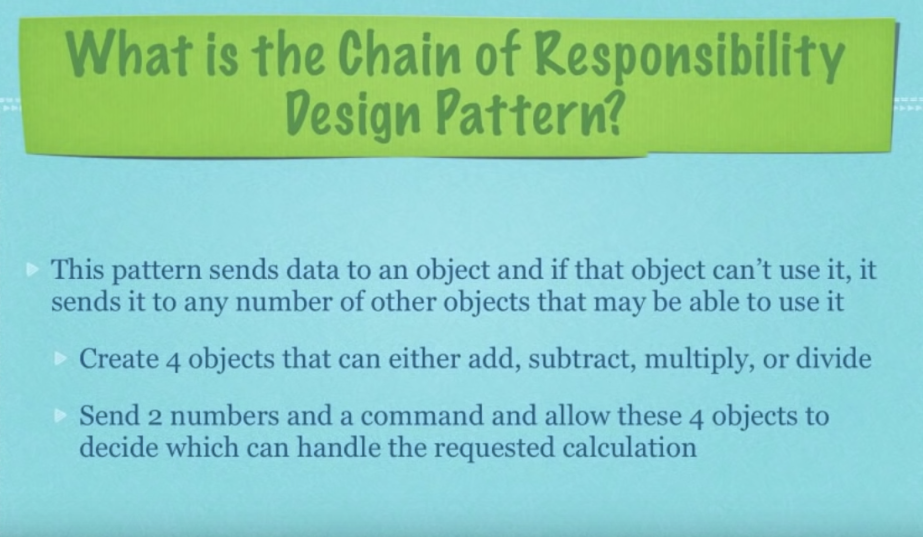 What is the Chain of Responsibility
Design Pattern?
This pattern sends data to an object and if that object can't use it, it
sends it to any number of other objects that may be able to use it
Create 4 objects that can either add, subtract, multiply, or divide
Send 2 numbers and a command and allow these 4 objects to
decide which can handle the requested calculation